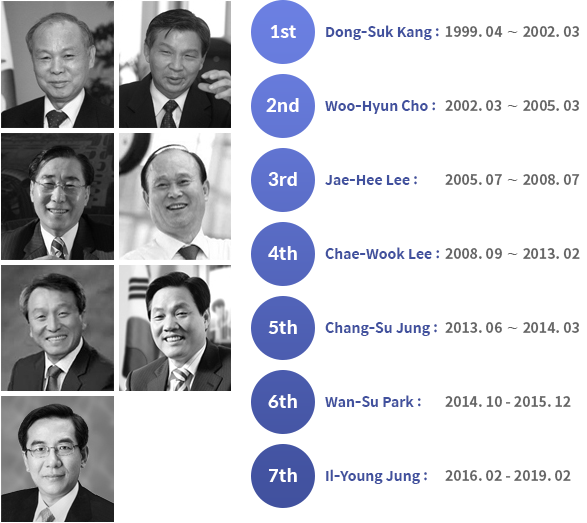 1st Dong-Suk Kang : 1999. 04 ~ 2002. 03
2nd Woo-Hyun Cho : 2002. 03 ~ 2005. 03
3rd Jae-Hee Lee : 2005. 07 ~ 2008. 07
4th Chae-Wook Lee : 2008. 09 ~ 2013. 02
5th Chang-Su Jung : 2013. 06 ~ 2014. 03
6th Wan-Su Park : 2014. 10 - 2015. 12
7th Il-Young Jung : 2016. 02 - 2019. 02